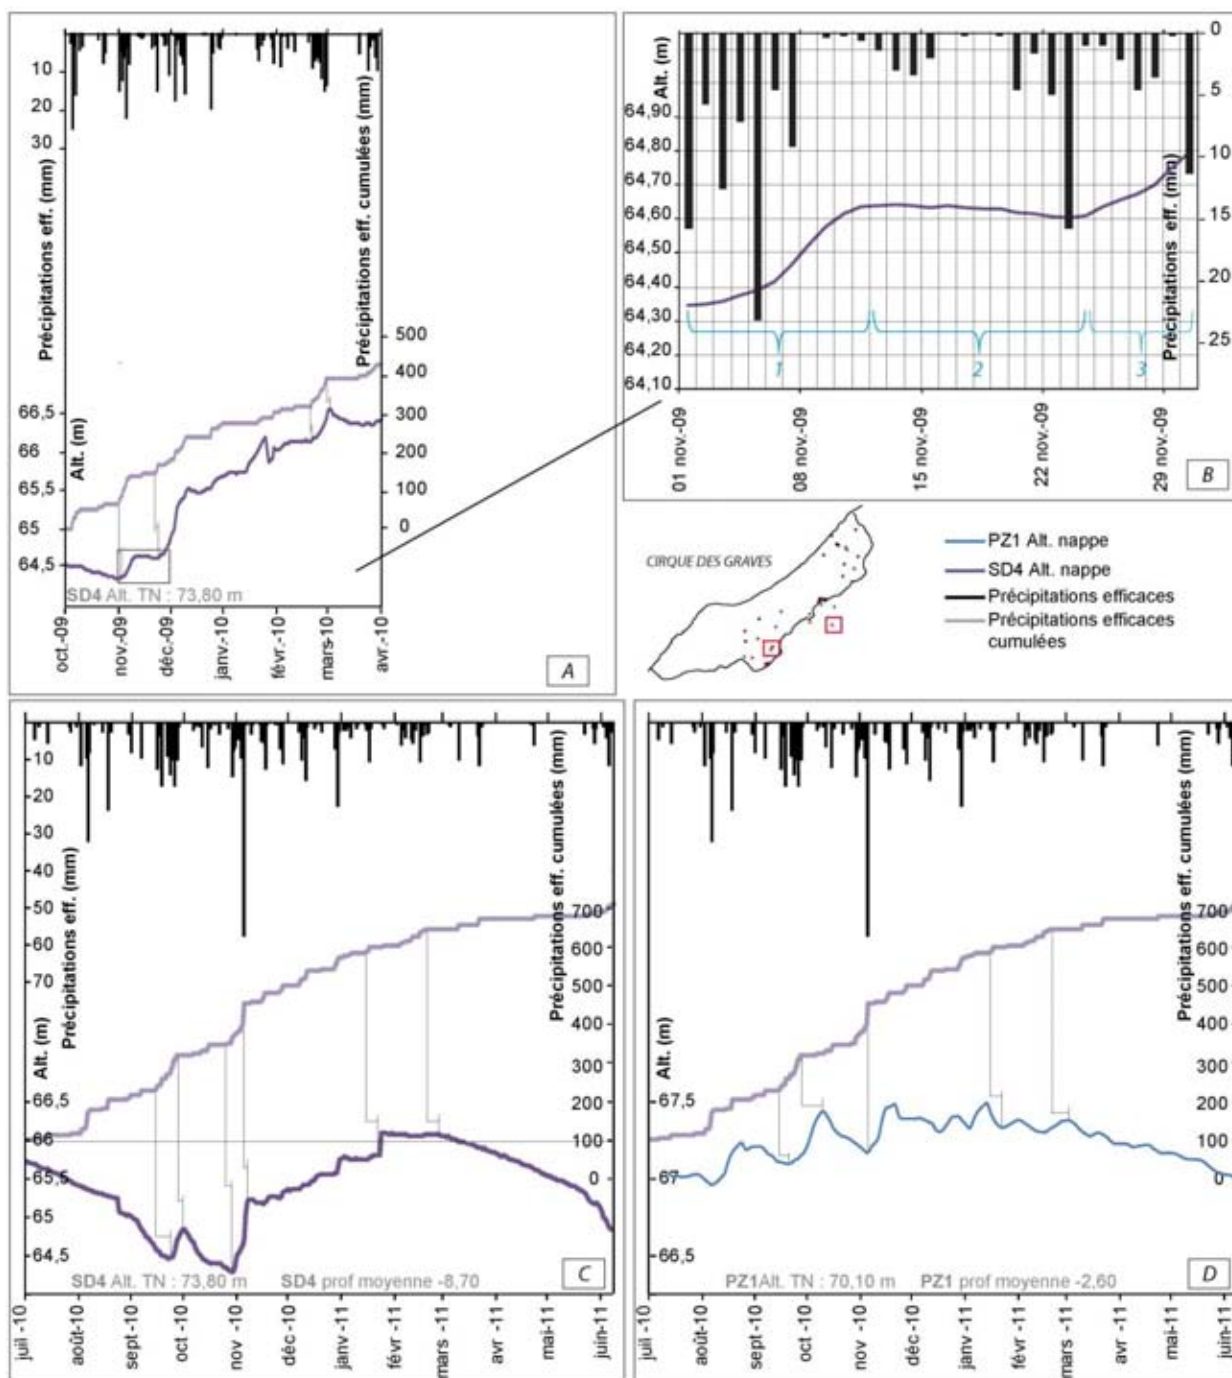 10
20
30
Précipitations eff. (mm)
Précipitations eff. cumulées (mm)
500
400
300
200
100
0
66,5
66
65,5
65
64,5
Alt. (m)
SD4 Alt. TN : 73,80 m
oct.-09
nov.-09
déc.-09
janv.-10
févr.-10
mars-10
avr.-10
A
Alt. (m)
64,90
64,80
64,70
64,60
64,50
64,40
64,30
64,20
64,10
0
5
10
15
20
25
Précipitations eff. (mm)
1
2
3
01 nov.-09
08 nov.-09
15 nov.-09
22 nov.-09
29 nov.-09
B
CIRQUE DES GRAVES
PZ1 Alt. nappe
SD4 Alt. nappe
Précipitations efficaces
Précipitations efficaces
cumulées
10
20
30
40
50
60
70
Précipitations eff. (mm)
Précipitations eff. cumulées (mm)
700
600
500
400
300
200
100
0
Alt. (m)
66,5
66
65,5
65
64,5
SD4 Alt. TN : 73,80 m
SD4 prof moyenne -8,70
C
juil -10
août-10
sept -10
oct -10
nov -10
déc -10
janv -11
févr -11
mars -11
avr -11
mai-11
juin-11
Précipitations eff. cumulées (mm)
700
600
500
400
300
200
100
0
Alt. (m)
67,5
67
66,5
PZ1Alt. TN : 70,10 m
PZ1 prof moyenne -2,60
D
juil -10
août-10
sept -10
oct -10
nov -10
déc -10
janv -11
févr -11
mars -11
avr -11
mai-11
juin-11